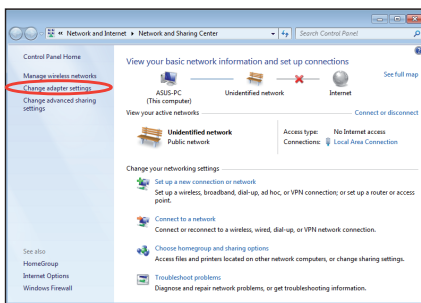 Network and Internet
Network and Sharing Center
Search Control Panel
Control Panel Home
Manage wireless networks
Change adapter settings
Change advanced sharing
settings
View your basic network information and set up connections
See full map
ASUS-PC
(This computer)
Unidentified network
Internet
View your active networks
Connect or disconnect
Unidentified network
Public network
Access type: No Internet access
Connections: Local Area Connection
Change your networking settings
Set up a new connection or network
Set up a wireless, broadband, dial-up, ad hoc, or VPN connection; or set up a router or access
point.
Connect to a network
Connect or reconnect to a wireless, wired, dial-up, or VPN network connection.
Choose homegroup and sharing options
Access files and printers located on other network computers, or change sharing settings.
Troubleshoot problems
Diagnose and repair network problems, or get troubleshooting information.
See also
HomeGroup
Internet Options
Windows Firewall